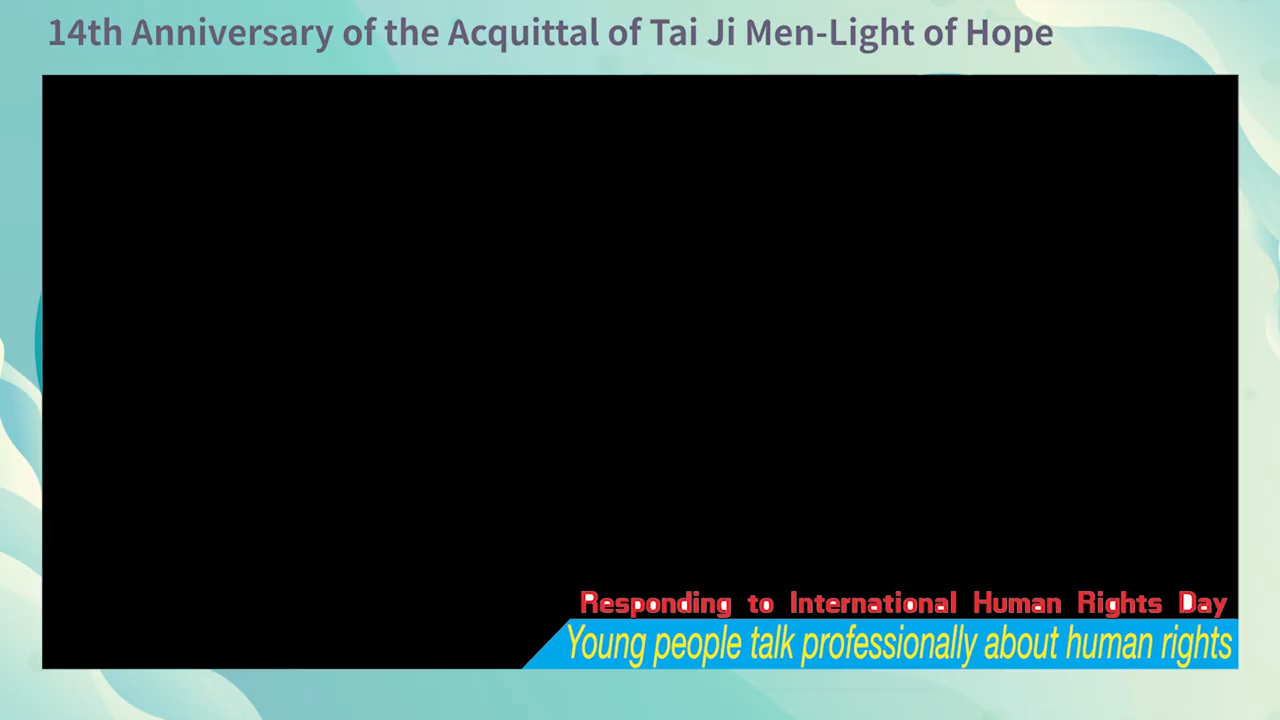 14th Anniversary of the Acquittal of Tai Ji Men-Light of Hope
Responding to International Human Rights Day
Young people talk professionally about human rights